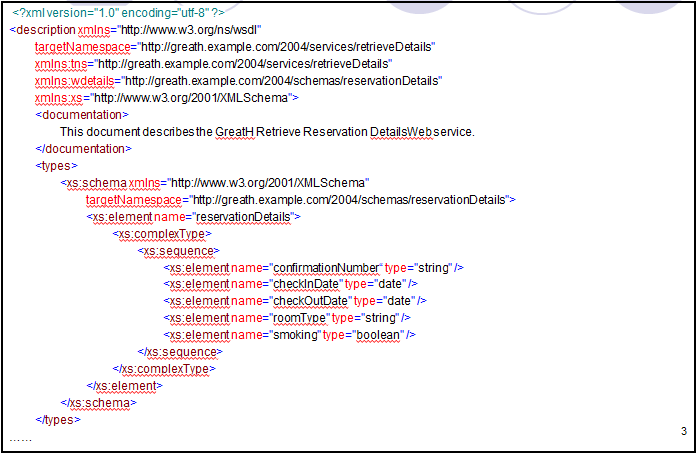 <?xml version="1.0" encoding="utf-8"?>
<description xmlns="http://www.w3.org/ns/wsdl"
targetNamespace="http://greath.example.com/2004/services/retrieveDetails"
xmlns:tns="http://greath.example.com/2004/services/retrieveDetails"
xmlns:wdetails="http://greath.example.com/2004/schemas/reservationDetails"
xmlns:xs="http://www.w3.org/2001/XMLSchema">
<documentation>
This document describes the GreatH Retrieve Reservation DetailsWeb service.
</documentation>
<types>
<xs:schema xmlns="http://www.w3.org/2001/XMLSchema"
targetNamespace="http://greath.example.com/2004/schemas/reservationDetails">
<xs:element name="reservationDetails">
<xs:complexType>
<xs:sequence>
<xs:element name="confirmationNumber“ type="string"/>
<xs:element name="checkInDate" type="date"/>
<xs:element name="checkOutDate" type="date"/>
<xs:element name="roomType" type="string"/>
<xs:element name="smoking" type="boolean"/>
</xs:sequence>
</xs:complexType>
</xs:element>
</xs:schema>
</types>
……
3